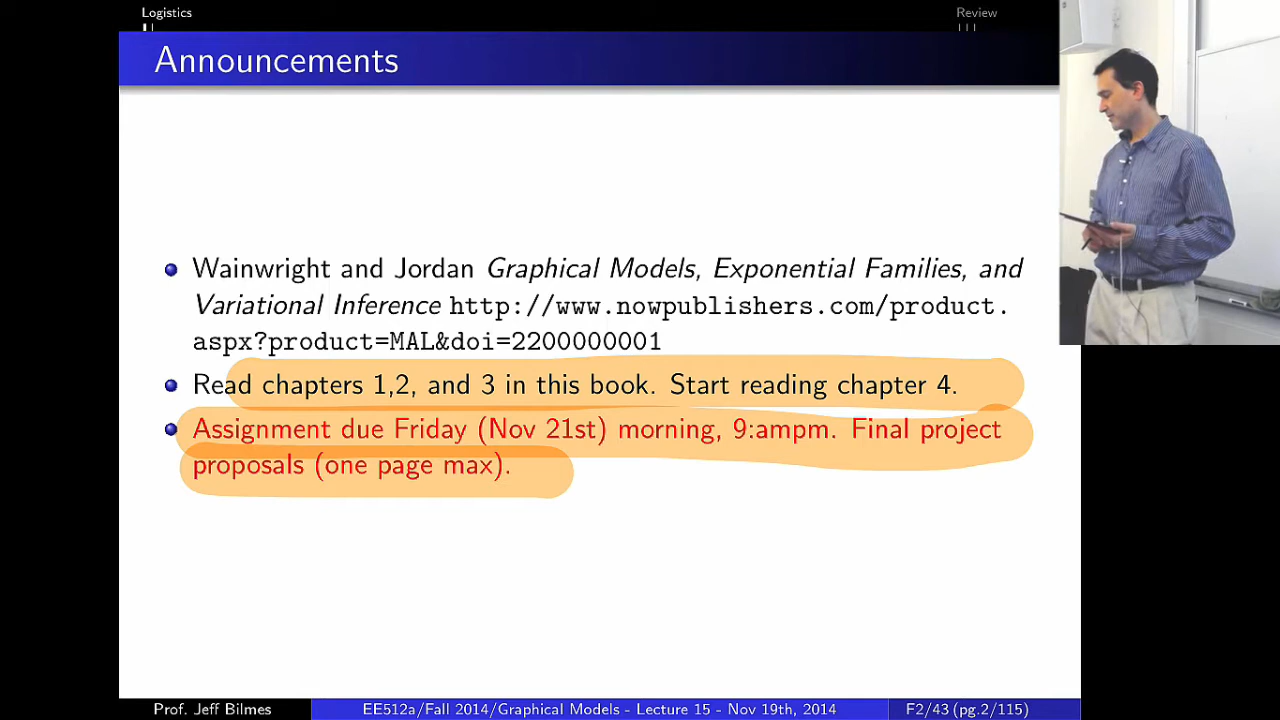 Logistics
Review
Announcements
Wainwright and Jordan Graphical Models, Exponential Families, and
Variational Inference http://www.nowpublishers.com/product.
aspx?product=MAL&doi=2200000001
Read chapters 1,2, and 3 in this book. Start reading chapter 4.
Assignment due Friday (Nov 21st) morning, 9:ampm. Final project
proposals (one page max).
Prof. Jeff Bilmes
EE512a/Fall 2014/Graphical Models - Lecture 15 - Nov 19th, 2014
F2/43 (pg.2/115)